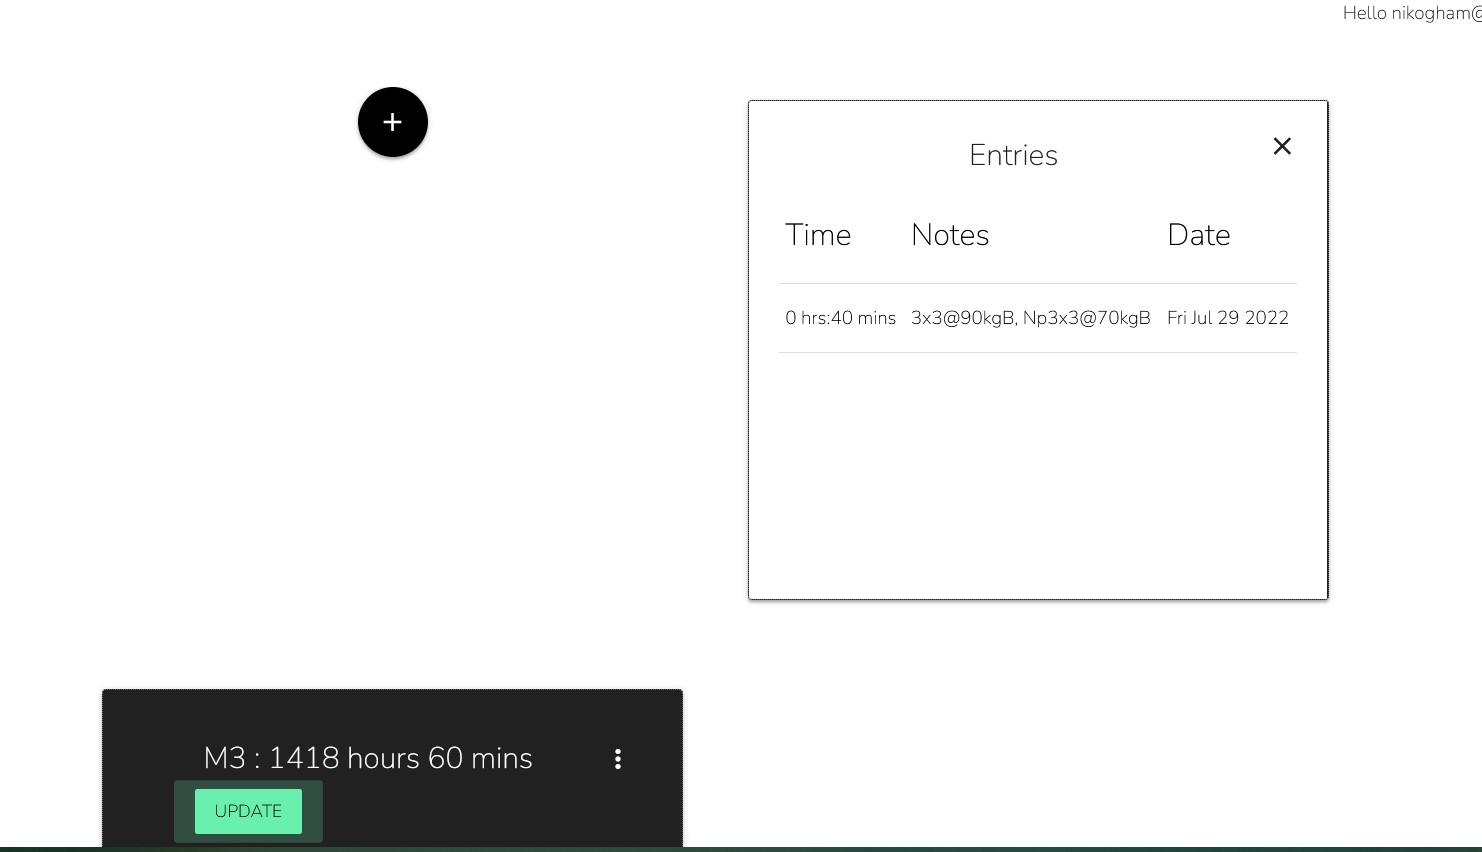 Hello nikogham@
+
Entries
Time Notes Date
0 hrs:40 mins 3x3@90kgB, Np3x3@70kgB Fri Jul 29 2022
M3 : 1418 hours 60 mins
UPDATE